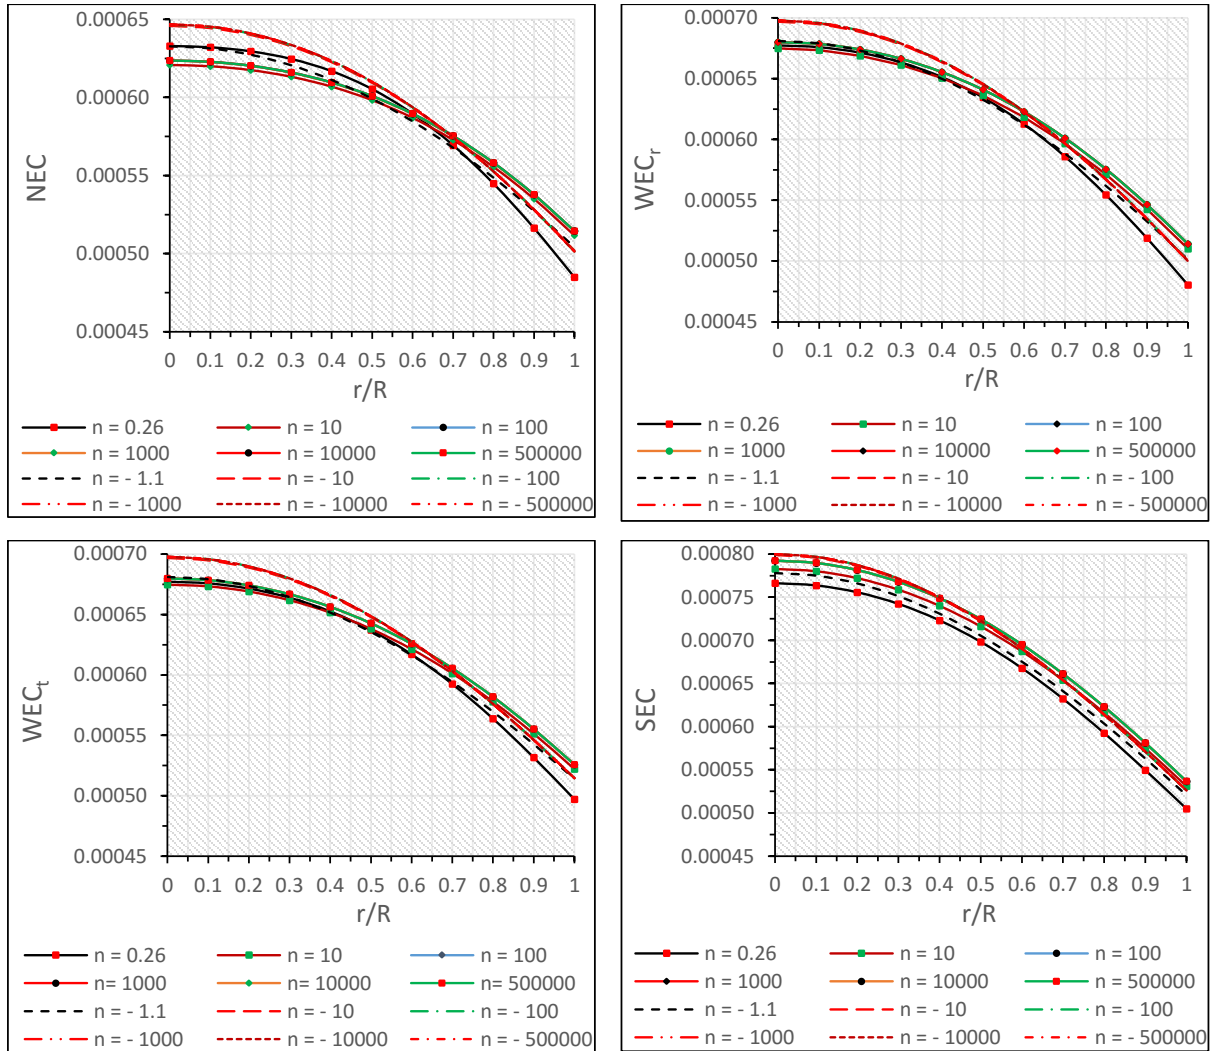 0.00065
0.00060
0.00055
0.00050
0.00045
NEC
0 0.1 0.2 0.3 0.4 0.5 0.6 0.7 0.8 0.9 1
r/R
n = 0.26 n = 10 n = 100
n = 1000 n = 10000 n = 500000
n = - 1.1 n = - 10 n = - 100
n = - 1000 n = - 10000 n = - 500000
0.00070
0.00065
0.00060
0.00055
0.00050
0.00045
WECr
0 0.1 0.2 0.3 0.4 0.5 0.6 0.7 0.8 0.9 1
r/R
n = 0.26 n = 10 n = 100
n = 1000 n = 10000 n = 500000
n = - 1.1 n = - 10 n = - 100
n = - 1000 n = - 10000 n = - 500000
0.00070
0.00065
0.00060
0.00055
0.00050
0.00045
WECt
0 0.1 0.2 0.3 0.4 0.5 0.6 0.7 0.8 0.9 1
r/R
n = 0.26 n = 10 n = 100
n= 1000 n= 10000 n= 500000
n = - 1.1 n = - 10 n = - 100
n = - 1000 n = - 10000 n = - 500000
0.00080
0.00075
0.00070
0.00065
0.00060
0.00055
0.00050
0.00045
SEC
0 0.1 0.2 0.3 0.4 0.5 0.6 0.7 0.8 0.9 1
r/R
n = 0.26 n = 10 n = 100
n = 1000 n = 10000 n = 500000
n = - 1.1 n = - 10 n = - 100
n = - 1000 n = - 10000 n = - 500000